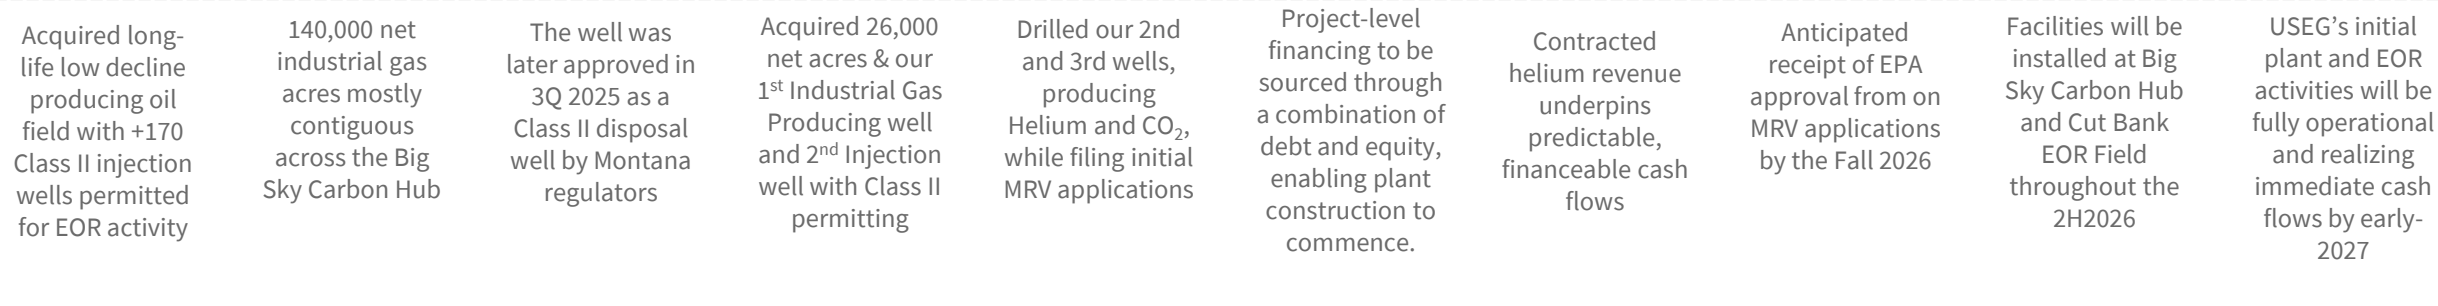 Acquired long-
life low decline
producing oil
field with +170
Class II injection
wells permitted
for EOR activity
140,000 net
industrial gas
acres mostly
contiguous
across the Big
Sky Carbon Hub
The well was
later approved in
3Q 2025 as a
Class II disposal
well by Montana
regulators
Acquired 26,000
net acres & our
1st Industrial Gas
Producing well
and 2nd Injection
well with Class II
permitting
Drilled our 2nd
and 3rd wells,
producing
Helium and CO₂,
while filing initial
MRV applications
Project-level
financing to be
sourced through
a combination of
debt and equity,
enabling plant
construction to
commence.
Contracted
helium revenue
underpins
predictable,
financeable cash
flows
Anticipated
receipt of EPA
approval from on
MRV applications
by the Fall 2026
Facilities will be
installed at Big
Sky Carbon Hub
and Cut Bank
EOR Field
throughout the
2H2026
USEG’s initial
plant and EOR
activities will be
fully operational
and realizing
immediate cash
flows by early-
2027